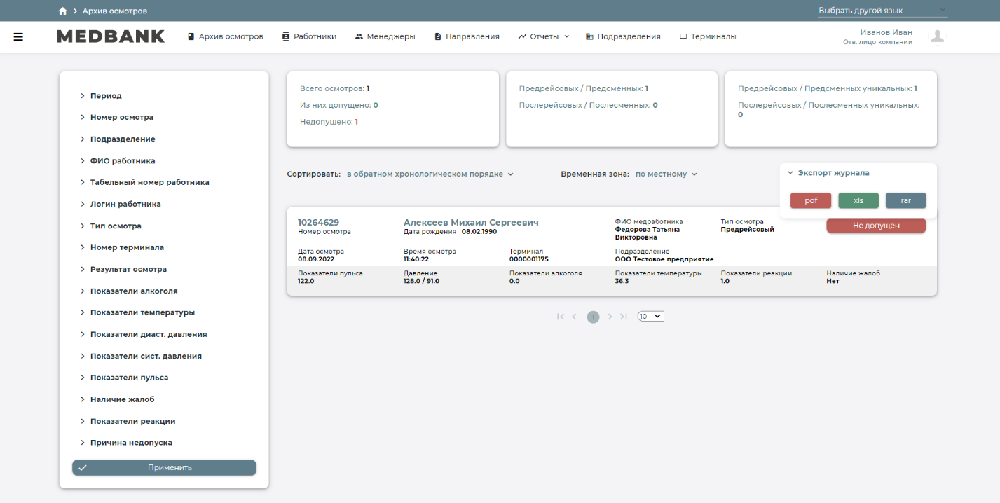 Архив осмотров
Выбрать другой язык
MEDBANK
Архив осмотров
Работники
Менеджеры
Направления
Отчеты
Подразделения
Терминалы
Иванов Иван
Отв. лицо компании
Период
Номер осмотра
Подразделение
ФИО работника
Табельный номер работника
Логин работника
Тип осмотра
Номер терминала
Результат осмотра
Показатели алкоголя
Показатели температуры
Показатели диаст. давления
Показатели сист. давления
Показатели пульса
Наличие жалоб
Показатели реакции
Причина недопуска
Применить
Всего осмотров: 1
Из них допущено: 0
Недопущено: 1
Предрейсовых / Предсменных: 1
Послерейсовых / Послесменных: 0
Предрейсовых / Предсменных уникальных: 1
Послерейсовых / Послесменных уникальных:
0
Сортировать: в обратном хронологическом порядке
Временная зона: по местному
Экспорт журнала
pdf
xls
rar
10264629
Номер осмотра
Алексеев Михаил Сергеевич
Дата рождения 08.02.1990
ФИО медработника
Федорова Татьяна
Викторовна
Тип осмотра
Предрейсовый
Не допущен
Дата осмотра
08.09.2022
Время осмотра
11:40:22
Терминал
0000001175
Подразделение
ООО Тестовое предприятие
Показатели пульса
122.0
Давление
128.0 / 91.0
Показатели алкоголя
0.0
Показатели температуры
36.3
Показатели реакции
1.0
Наличие жалоб
Нет
1
10